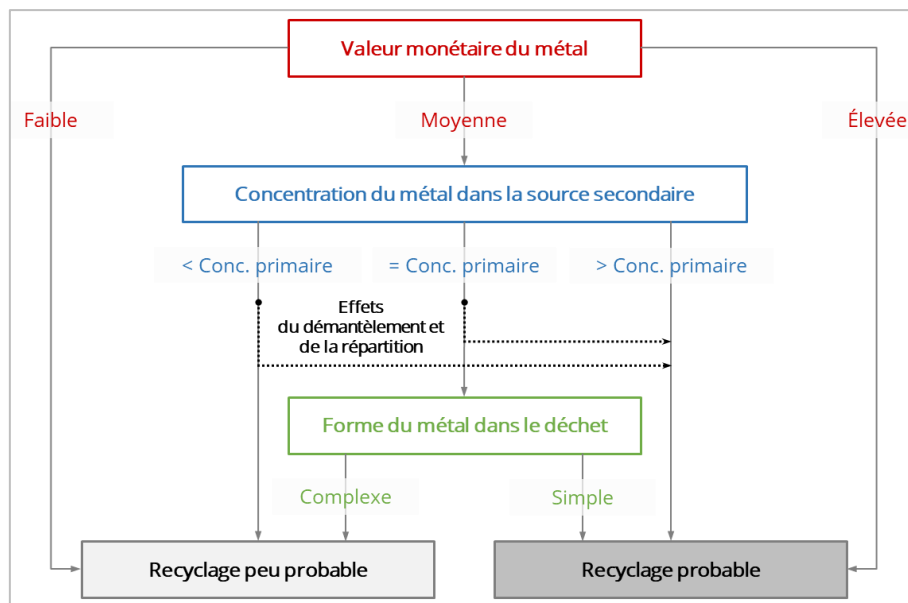 Valeur monétaire du métal
Faible
Moyenne
Élevée
Concentration du métal dans la source secondaire
< Conc. primaire
= Conc. primaire
> Conc. primaire
Effets
du démantèlement et
de la répartition
Forme du métal dans le déchet
Complexe
Simple
Recyclage peu probable
Recyclage probable